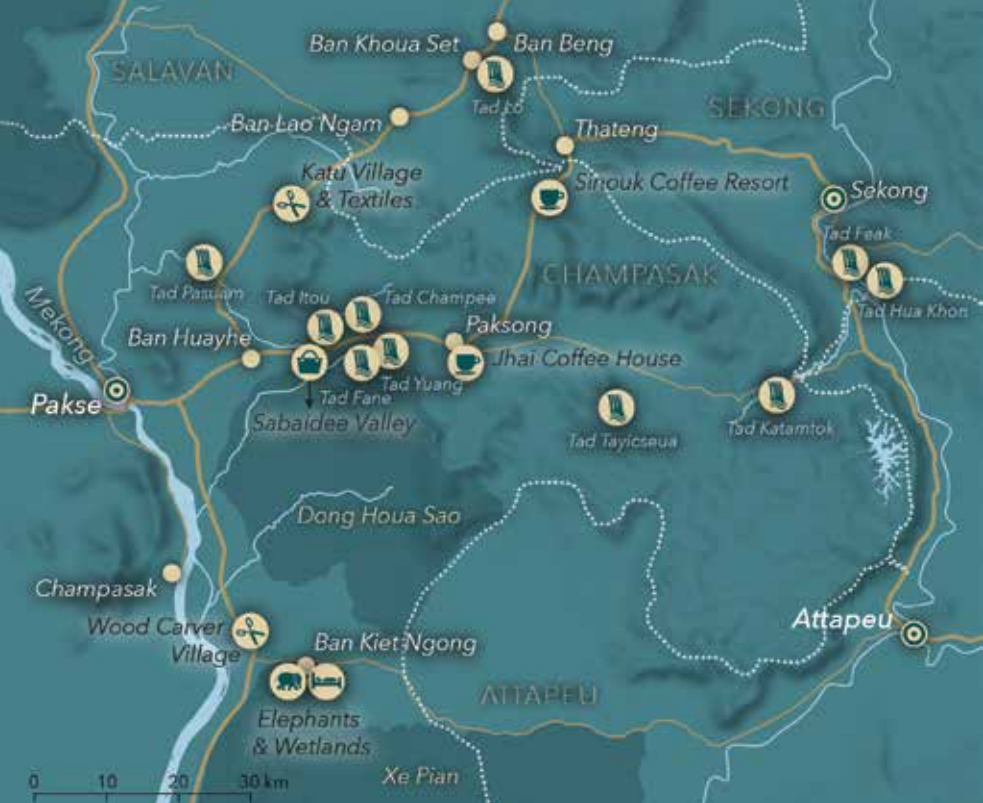 Ban Khoua Set
Ban Beng
SALAVAN
Tad Lo
SEKONG
Ban Lao Ngam
Thateng
Katu Village
& Textiles
Sinouk Coffee Resort
Sekong
Tad Feak
CHAMPASAK
Tad Pasuam
Tad Itou
Tad Champee
Tad Hua Khon
Mekong
Ban Huayhe
Paksong
Jhai Coffee House
Tad Yuang
Tad Fane
Pakse
Sabaidee Valley
Tad Tayicseua
Tad Katamtok
Dong Houa Sao
Champasak
Wood Carver
Village
Attapeu
Ban Kiet Ngong
ATTAPEU
Elephants
& Wetlands
Xe Pian
0 10 20 30 km